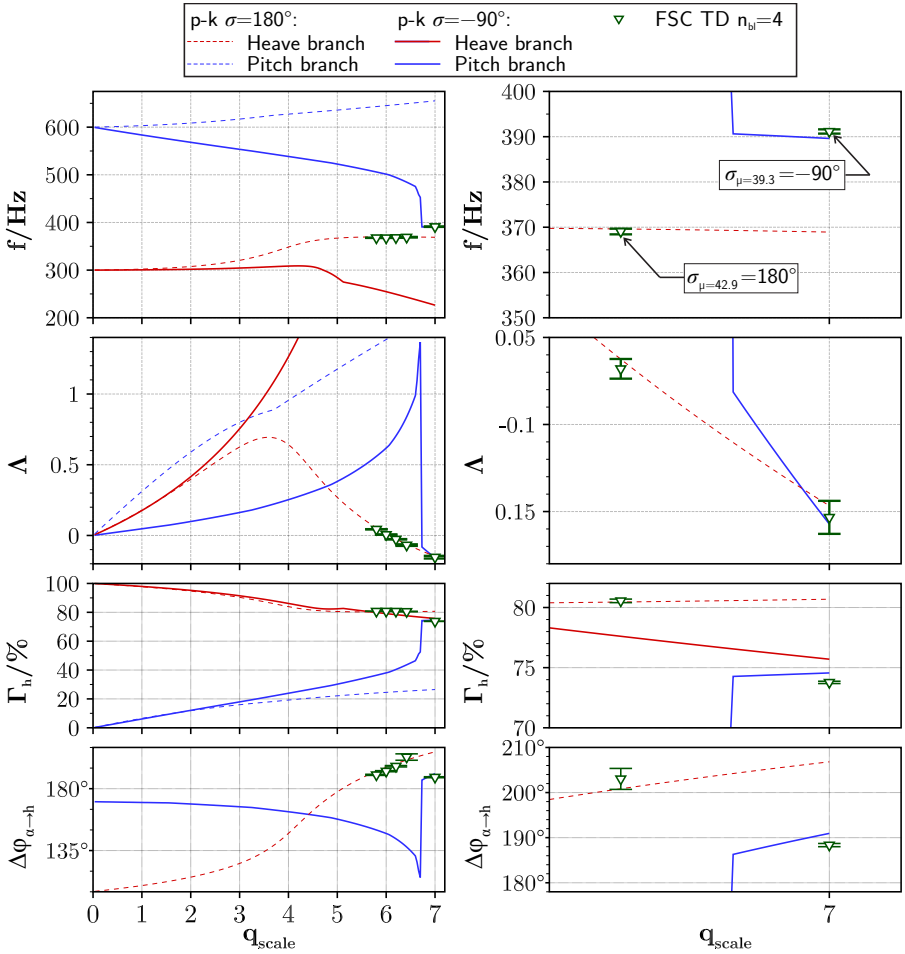 p-k σ=180°: p-k σ=−90°: FSC TD n_bl=4
Heave branch Heave branch
Pitch branch Pitch branch
f/Hz
600
500
400
300
200
f/Hz
400
390
380
370
360
350
σ_μ=39.3=−90°
σ_μ=42.9=180°
Λ
1
0.5
0
Λ
0.05
-0.1
0.15
Γ_h/%
100
80
60
40
20
0
Γ_h/%
80
75
70
Δφ_α→h
180°
135°
0 1 2 3 4 5 6 7
q_scale
Δφ_α→h
210°
200°
190°
180°
7
q_scale